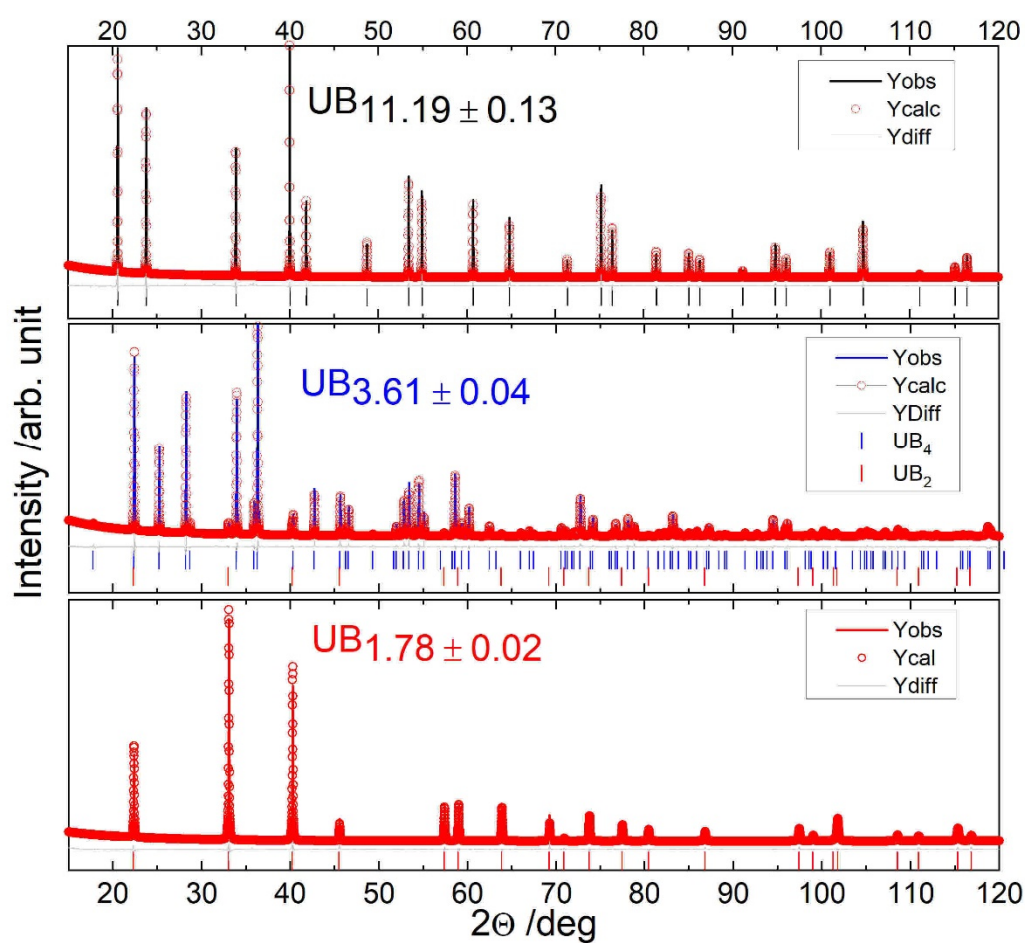 20 30 40 50 60 70 80 90 100 110 120
UB11.19 ± 0.13
Yobs
Ycalc
Ydiff
Intensity /arb. unit
UB3.61 ± 0.04
Yobs
Ycalc
YDiff
UB4
UB2
UB1.78 ± 0.02
Yobs
Ycal
Ydiff
20 30 40 50 60 70 80 90 100 110 120
2Θ /deg